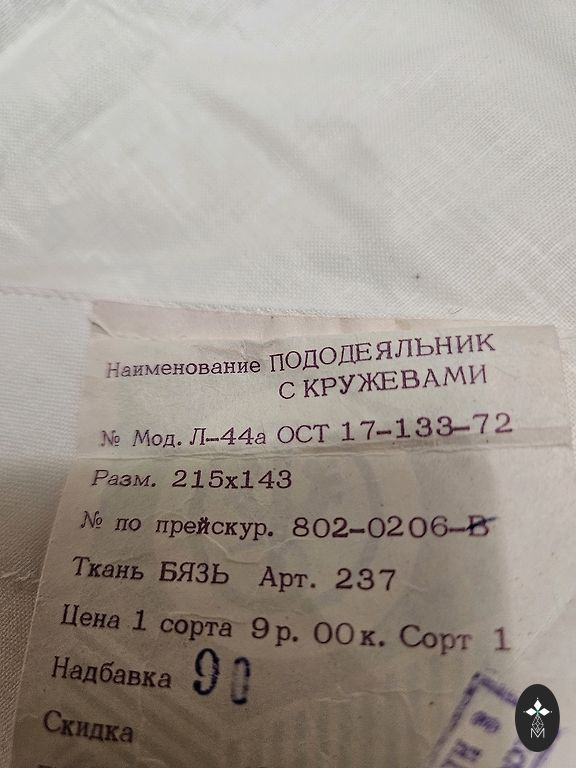 Наименование ПОДОДЕЯЛЬНИК
С КРУЖЕВАМИ
№ Мод. Л-44а ОСТ 17-133-72
Разм. 215х143
№ по прейскур. 802-0206-В
Ткань БЯЗЬ Арт. 237
Цена 1 сорта 9 р. 00 к. Сорт 1
Надбавка 90
Скидка